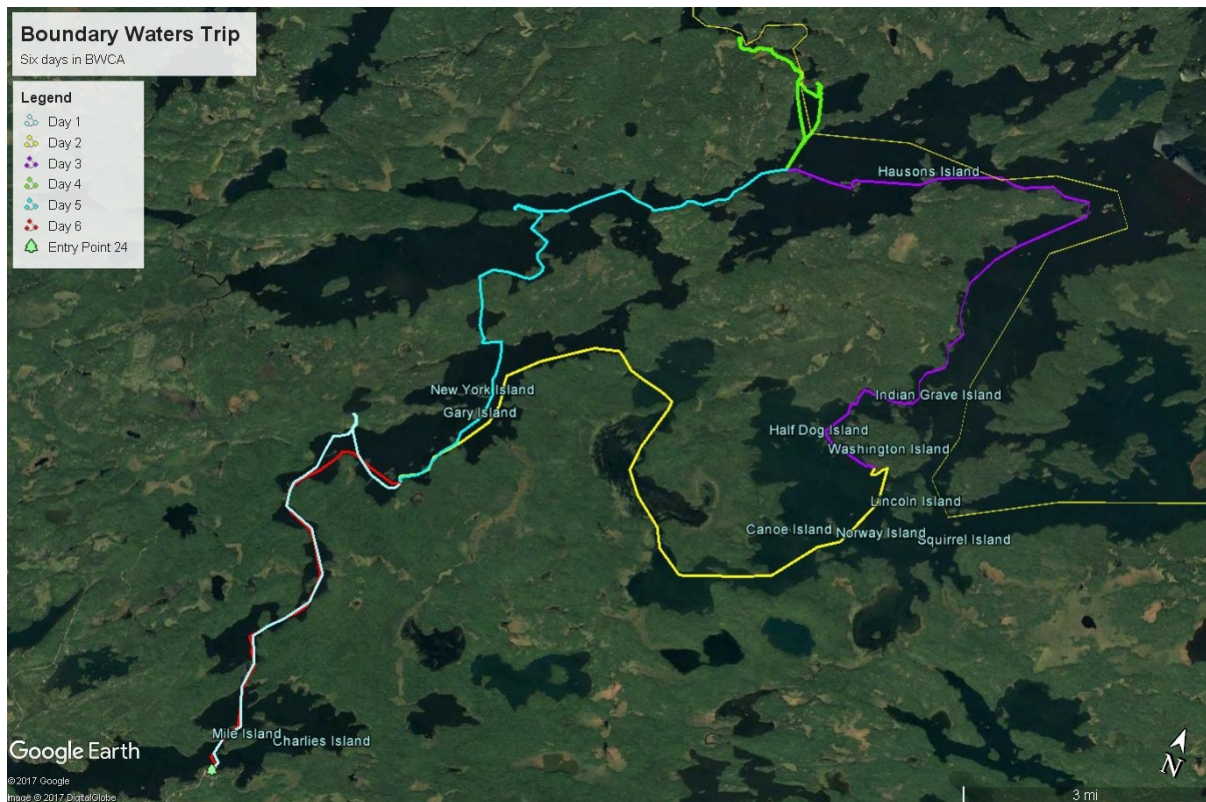 Boundary Waters Trip
Six days in BWCA
Legend
Day 1
Day 2
Day 3
Day 4
Day 5
Day 6
Entry Point 24
Hausons Island
New York Island
Gary Island
Indian Grave Island
Half Dog Island
Washington Island
Lincoln Island
Canoe Island
Norway Island
Squirrel Island
Mile Island
Charlies Island
Google Earth
© 2017 Google
Image © 2017 DigitalGlobe
N
3 mi